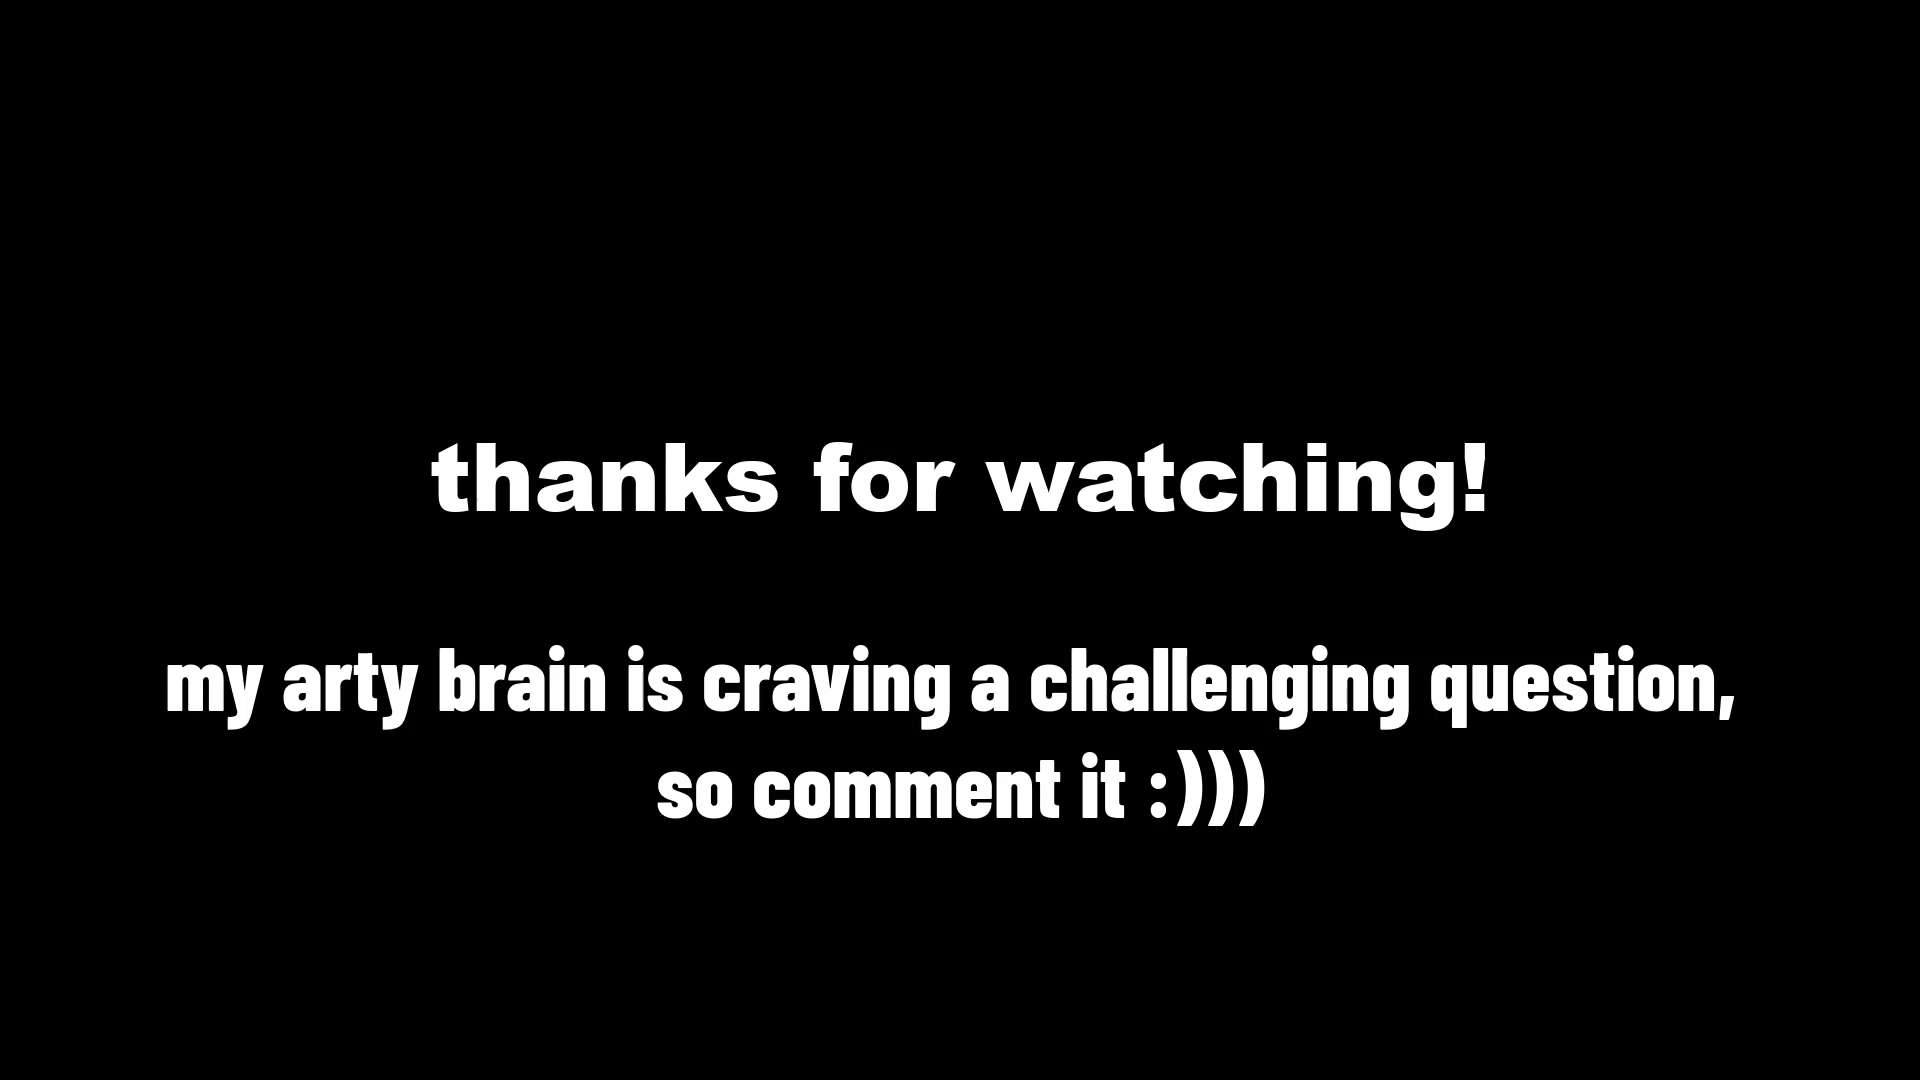 thanks for watching!
my arty brain is craving a challenging question,
so comment it :)))